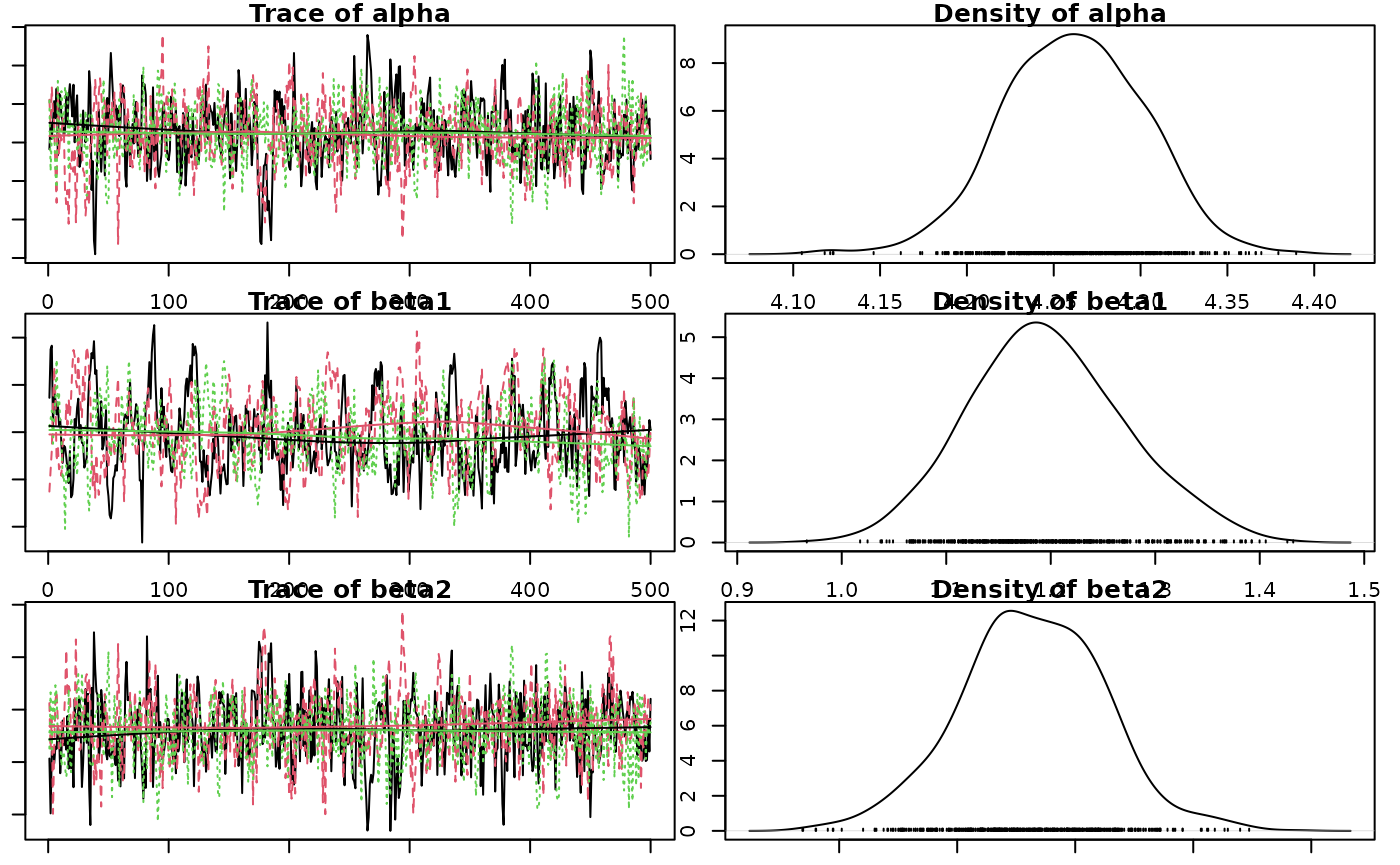 Trace of alpha
Density of alpha
8
6
4
2
0
0 100 200 300 400 500
4.10 4.15 4.20 4.25 4.30 4.35 4.40
Trace of beta1
Density of beta1
5
4
3
2
1
0
0 100 200 300 400 500
0.9 1.0 1.1 1.2 1.3 1.4 1.5
Trace of beta2
Density of beta2
12
8
6
4
2
0